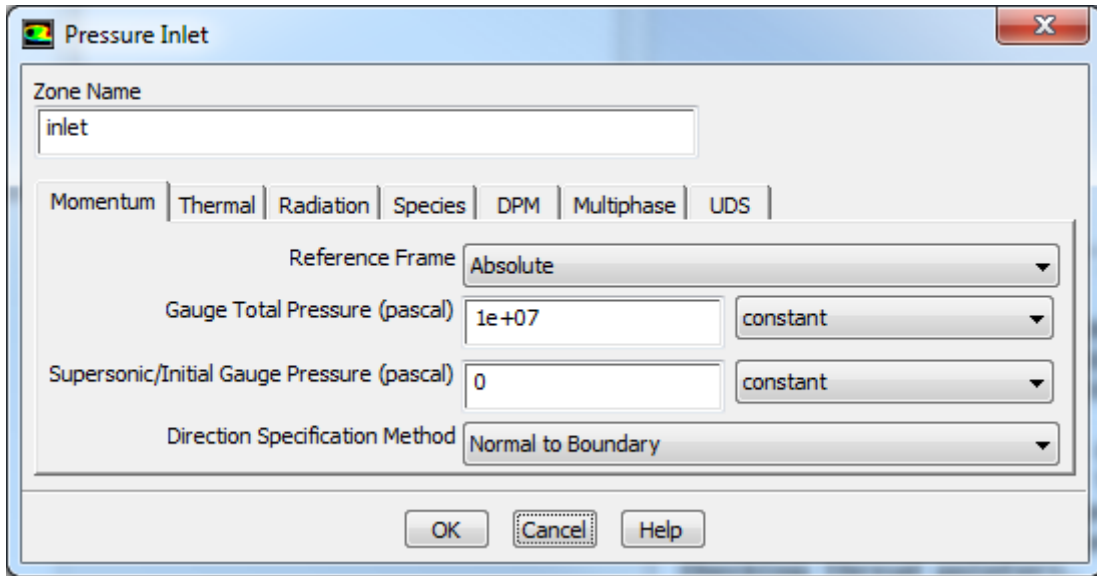 Pressure Inlet
Zone Name
inlet
Momentum Thermal Radiation Species DPM Multiphase UDS
Reference Frame Absolute
Gauge Total Pressure (pascal) 1e+07 constant
Supersonic/Initial Gauge Pressure (pascal) 0 constant
Direction Specification Method Normal to Boundary
OK Cancel Help